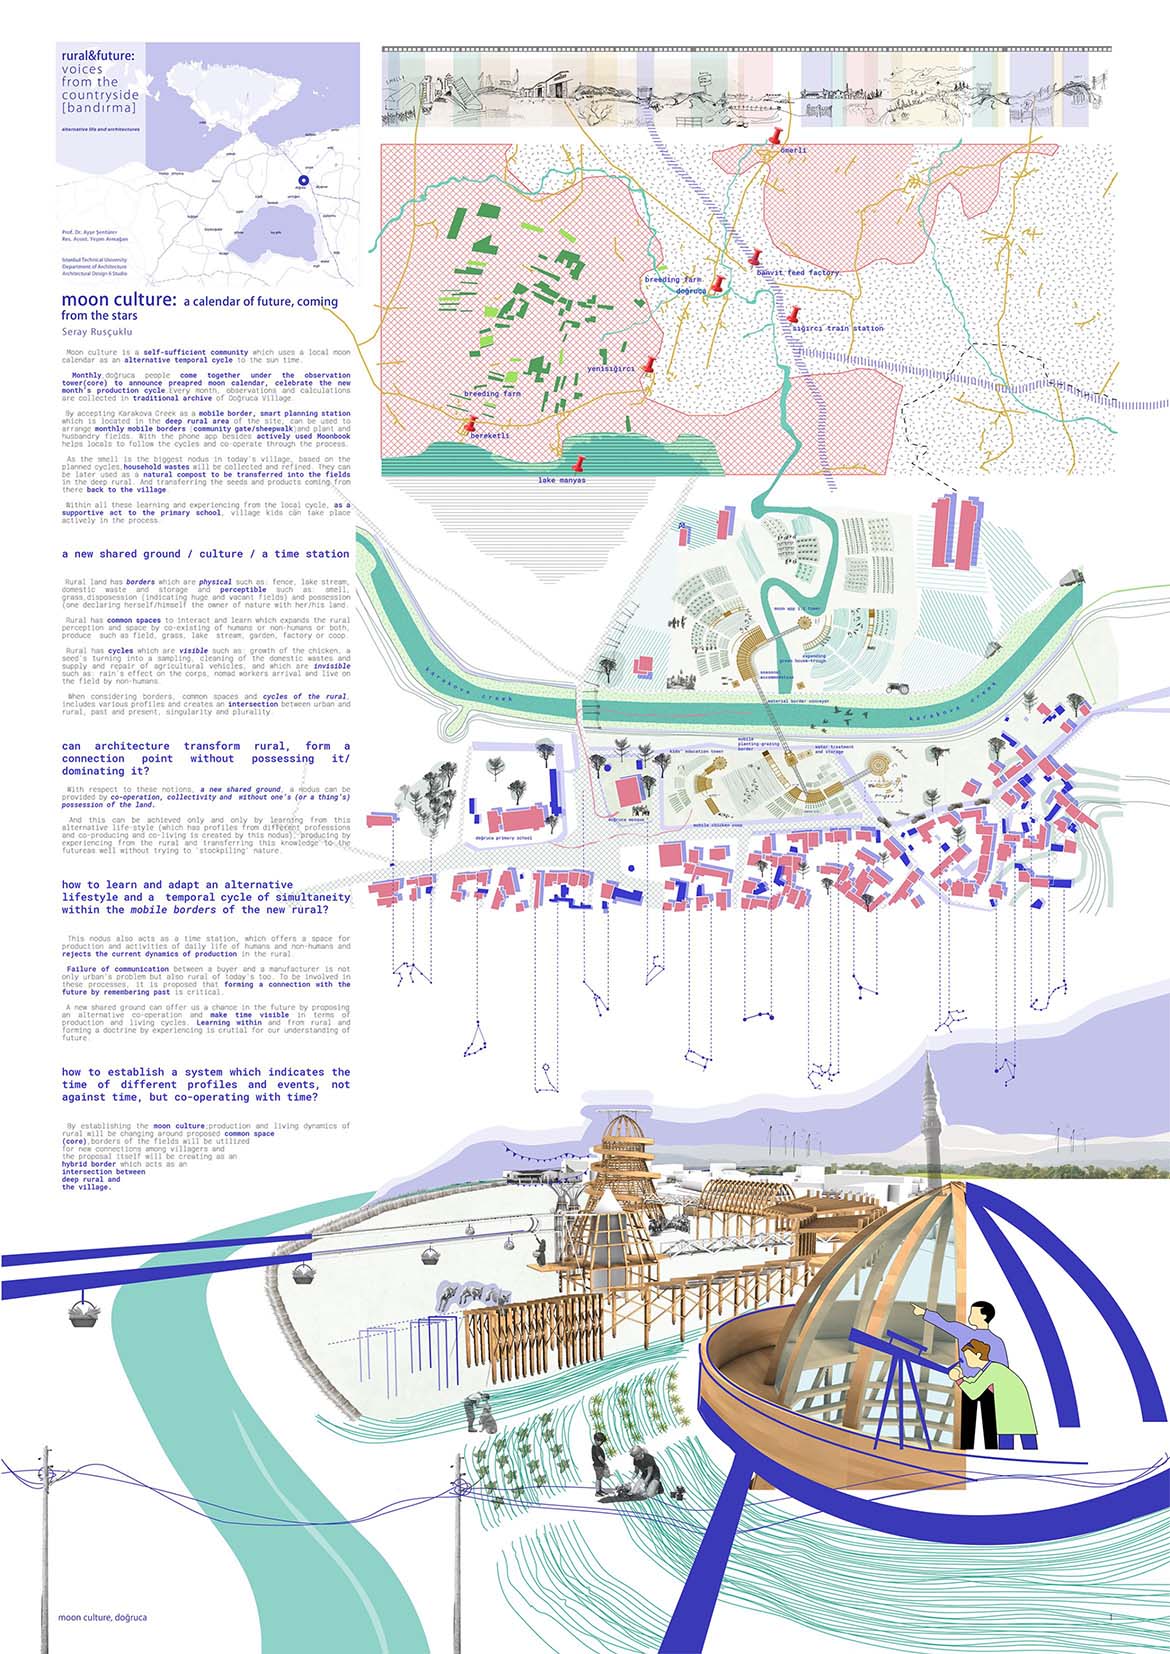 rural&future:
voices
from the
countryside
[bandırma]
alternative life and architectures
Prof. Dr. Ayşe Şentürer
Res. Assist. Yeşim Armağan
Istanbul Technical University
Department of Architecture
Architectural Design 6 Studio
moon culture: a calendar of future, coming
from the stars
Seray Rusçuklu
Moon culture is a self-sufficient community which uses a local moon
calendar as an alternative temporal cycle to the sun time.
Monthly doğruca people come together under the observation
tower(core) to announce preapred moon calendar, celebrate the new
month's production cycle. Every month, observations and calculations
are collected in traditional archive of Doğruca Village.
By accepting Karakova Creek as a mobile border, smart planning station
which is located in the deep rural area of the site, can be used to
arrange monthly mobile borders (community gate/sheepwalk)and plant and
husbandry fields. With the phone app besides actively used Moonbook
helps locals to follow the cycles and co-operate through the process.
As the smell is the biggest nodus in today's village, based on the
planned cycles,household wastes will be collected and refined. They can
be later used as a natural compost to be transferred into the fields
in the deep rural. And transferring the seeds and products coming from
there back to the village.
Within all these learning and experiencing from the local cycle, as a
supportive act to the primary school, village kids can take place
actively in the process.
a new shared ground / culture / a time station
Rural land has borders which are physical such as: fence, lake stream,
domestic waste and storage and perceptible such as: smell,
grass,disposession (indicating huge and vacant fields) and possession
(one declaring herself/himself the owner of nature with her/his land.
Rural has common spaces to interact and learn which expands the rural
perception and space by co-existing of humans or non-humans or both,
produce such as field, grass, lake stream, garden, factory or coop.
Rural has cycles which are visible such as: growth of the chicken, a
seed's turning into a sampling, cleaning of the domestic wastes and
supply and repair of agricultural vehicles, and which are invisible
such as: rain's effect on the corps, nomad workers arrival and live on
the field by non-humans.
When considering borders, common spaces and cycles of the rural,
includes various profiles and creates an intersection between urban and
rural, past and present, singularity and plurality.
can architecture transform rural, form a
connection point without possessing it/
dominating it?
With respect to these notions, a new shared ground, a nodus can be
provided by co-operation, collectivity and without one's (or a thing's)
possession of the land.
And this can be achieved only and only by learning from this
alternative life style (which has profiles from different professions
and co-producing and co-living is created by this nodus), producing by
experiencing from the rural and transferring this knowledge to the
futureas well without trying to 'stockpiling' nature.
how to learn and adapt an alternative
lifestyle and a temporal cycle of simultaneity
within the mobile borders of the new rural?
This nodus also acts as a time station, which offers a space for
production and activities of daily life of humans and non-humans and
rejects the current dynamics of production in the rural.
Failure of communication between a buyer and a manufacturer is not
only urban's problem but also rural of today's too. To be involved in
these processes, it is proposed that forming a connection with the
future by remembering past is critical.
A new shared ground can offer us a chance in the future by proposing
an alternative co-operation and make time visible in terms of
production and living cycles. Learning within and from rural and
forming a doctrine by experiencing is crutial for our understanding of
future.
how to establish a system which indicates the
time of different profiles and events, not
against time, but co-operating with time?
By establishing the moon culture;production and living dynamics of
rural will be changing around proposed common space
(core),borders of the fields will be utilized
for new connections among villagers and
the proposal itself will be creating as an
hybrid border which acts as an
intersection between
deep rural and
the village.
ömerli
banvit feed factory
breeding farm
doğruca
sığırcı train station
yenisığırcı
breeding farm
bereketli
lake manyas
moon app i.t tower
expanding
green house-trough
seasonal
accommodation
material border conveyor
karakova creek
karakova creek
mobile
planting-grazing
border
water treatment
and storage
kids' education tower
doğruca mosque
mobile chicken coop
doğruca primary school
moon culture, doğruca
1